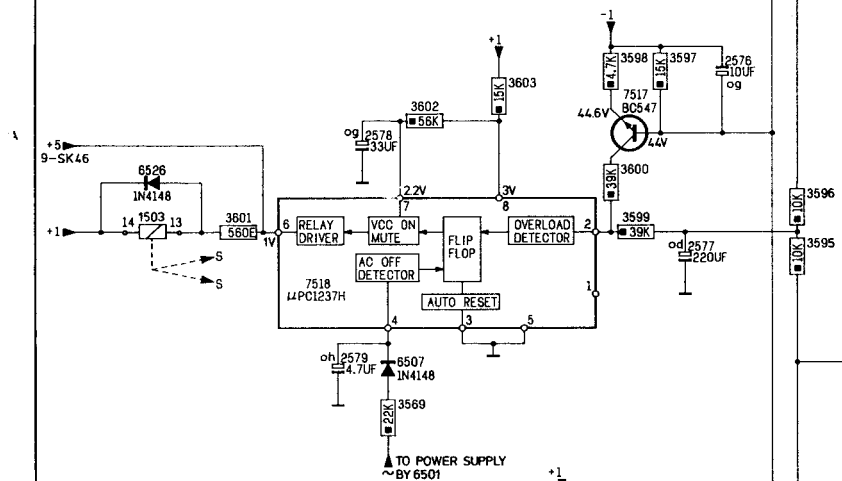 -1
+1
3603
15K
3598
4.7K
3597
15K
2576
10UF
og
7517
BC547
44.6V
44V
3602
56K
og
2578
33UF
A
+5
9-SK46
6526
1N4148
3600
39K
3596
10K
2.2V
7
3V
8
+1
14
1503
13
3601
560E
6
1V
RELAY
DRIVER
VCC ON
MUTE
FLIP
FLOP
OVERLOAD
DETECTOR
2
3599
39K
3595
10K
od
2577
220UF
S
S
7518
µPC1237H
AC OFF
DETECTOR
AUTO RESET
1
4
3
5
oh
2579
4.7UF
6507
1N4148
3569
22K
TO POWER SUPPLY
~ BY 6501
+1